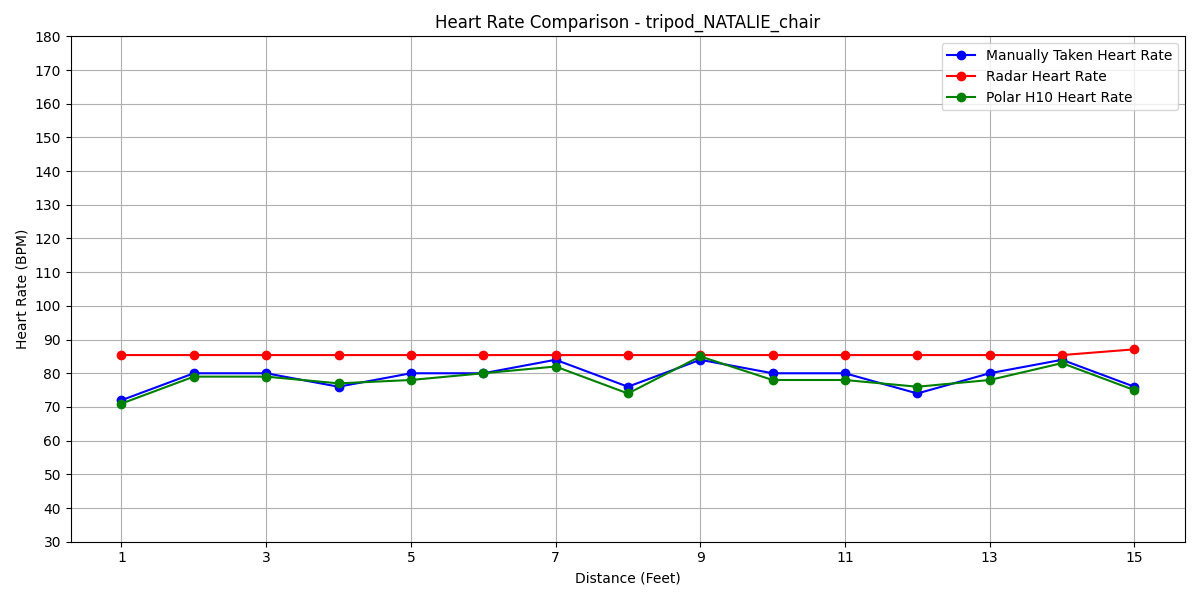 Heart Rate Comparison - tripod_NATALIE_chair
Manually Taken Heart Rate
Radar Heart Rate
Polar H10 Heart Rate
Heart Rate (BPM)
180
170
160
150
140
130
120
110
100
90
80
70
60
50
40
30
1 3 5 7 9 11 13 15
Distance (Feet)